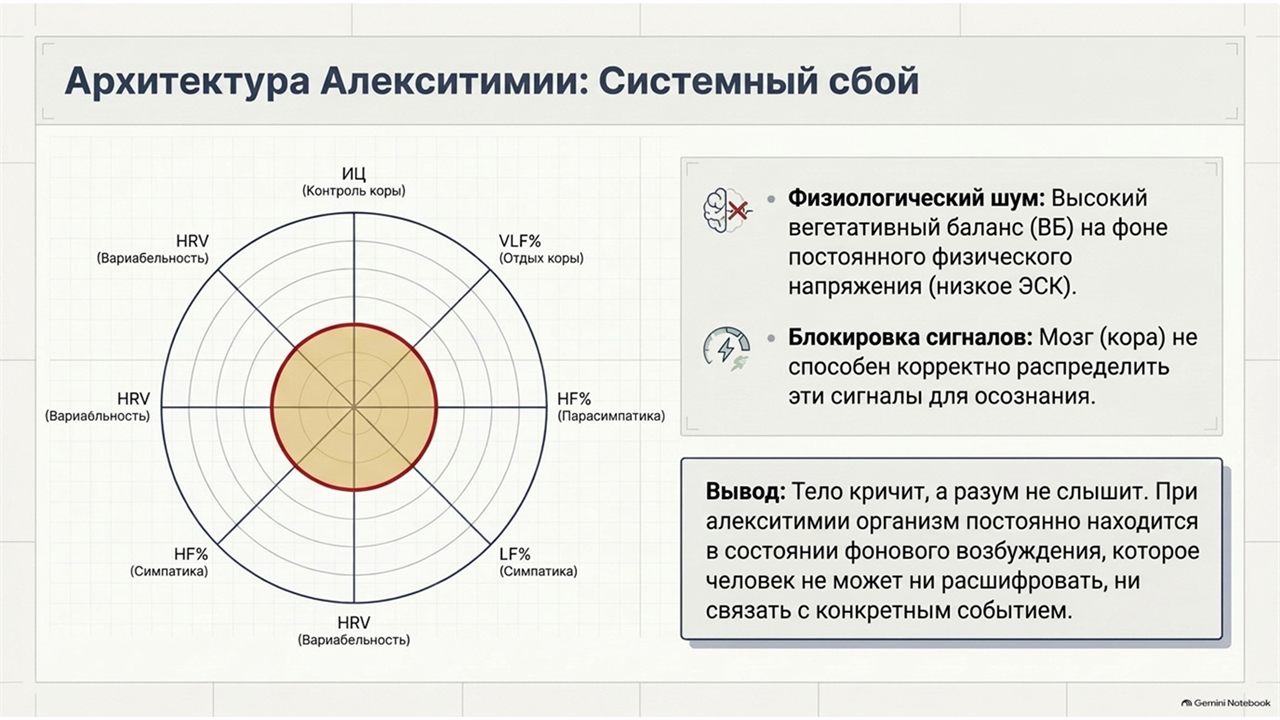 Архитектура Алекситимии: Системный сбой
ИЦ
(Контроль коры)
HRV
(Вариабельность)
VLF%
(Отдых коры)
HRV
(Вариабльность)
HF%
(Парасимпатика)
HF%
(Симпатика)
LF%
(Симпатика)
HRV
(Вариабельность)
• Физиологический шум: Высокий
вегетативный баланс (ВБ) на фоне
постоянного физического
напряжения (низкое ЭСК).
• Блокировка сигналов: Мозг (кора) не
способен корректно распределить
эти сигналы для осознания.
Вывод: Тело кричит, а разум не слышит. При
алекситимии организм постоянно находится
в состоянии фонового возбуждения, которое
человек не может ни расшифровать, ни
связать с конкретным событием.
Gemini Notebook